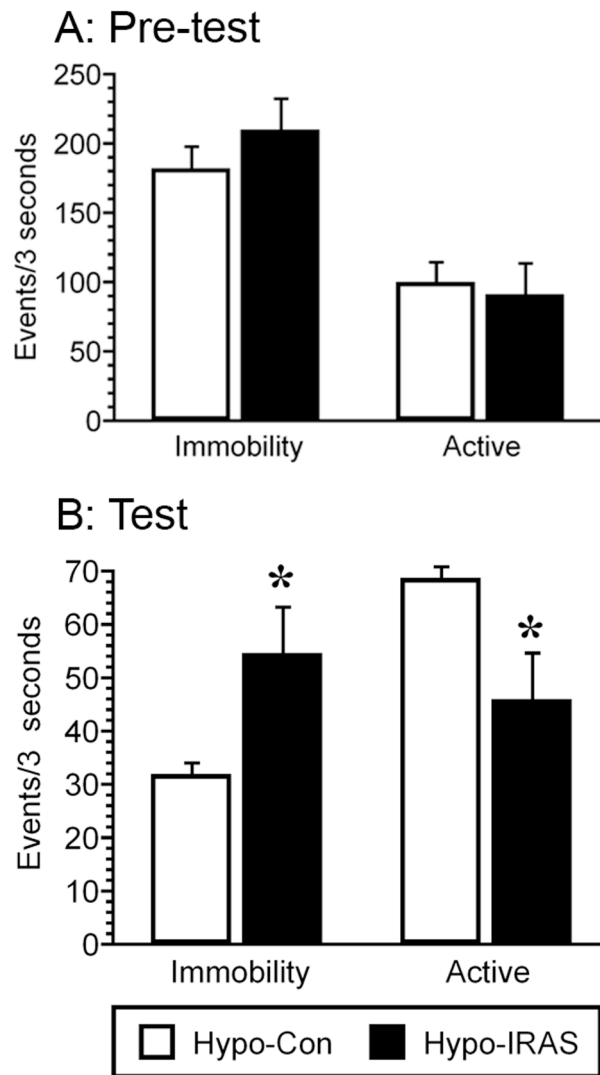 A: Pre-test
Events/3 seconds
250
200
150
100
50
0
Immobility Active
B: Test
Events/3 seconds
70
60
50
40
30
20
10
0
*
*
Immobility Active
Hypo-Con Hypo-IRAS